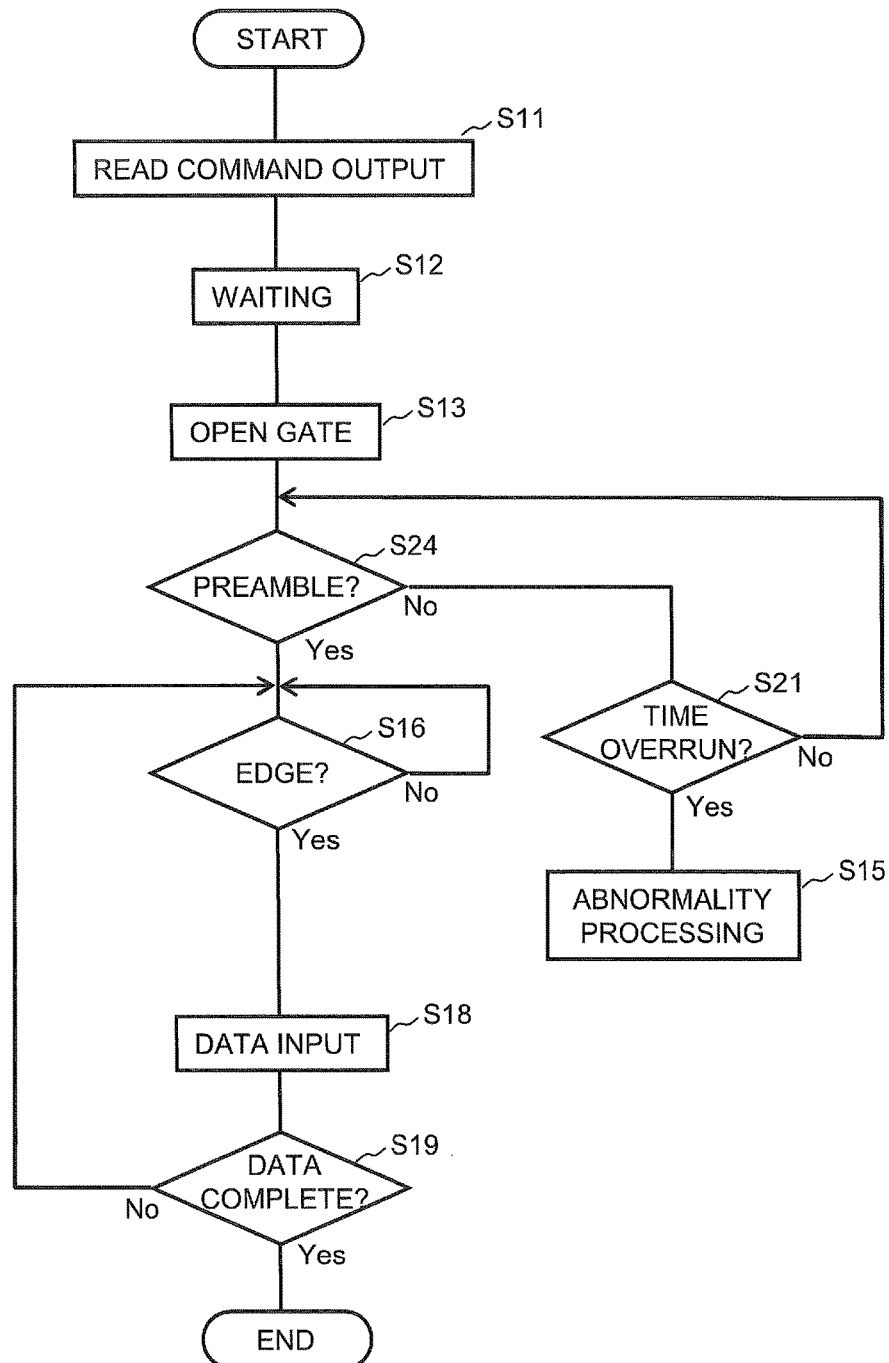 START
S11
READ COMMAND OUTPUT
S12
WAITING
S13
OPEN GATE
S24
PREAMBLE?
No
Yes
S21
TIME
OVERRUN?
No
Yes
S16
EDGE?
No
Yes
S15
ABNORMALITY
PROCESSING
S18
DATA INPUT
S19
DATA
COMPLETE?
No
Yes
END